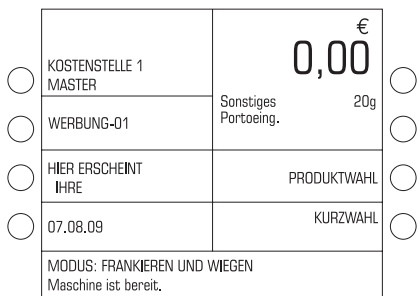 €
0,00
KOSTENSTELLE 1
MASTER
Sonstiges 20g
Portoeing.
WERBUNG-01
HIER ERSCHEINT
IHRE
PRODUKTWAHL
07.08.09
KURZWAHL
MODUS: FRANKIEREN UND WIEGEN
Maschine ist bereit.